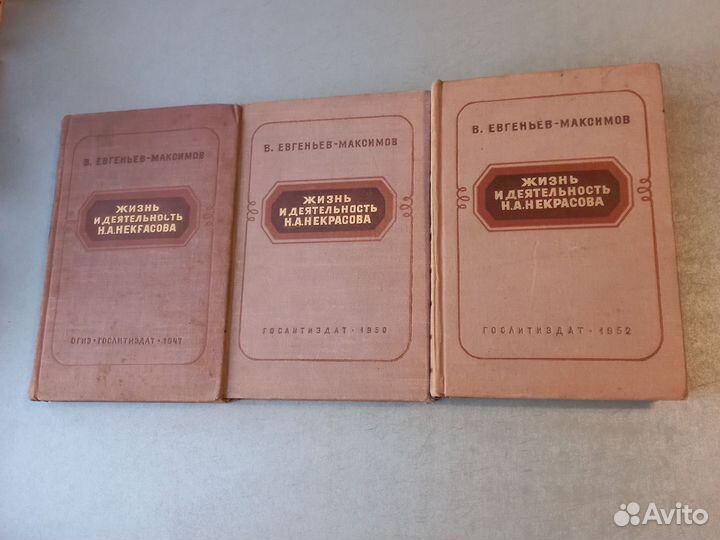 В. ЕВГЕНЬЕВ-МАКСИМОВ
ЖИЗНЬ
И ДЕЯТЕЛЬНОСТЬ
Н.А.НЕКРАСОВА
ОГИЗ • ГОСЛИТИЗДАТ • 1947
В. ЕВГЕНЬЕВ-МАКСИМОВ
ЖИЗНЬ
И ДЕЯТЕЛЬНОСТЬ
Н.А.НЕКРАСОВА
ГОСЛИТИЗДАТ • 1950
В. ЕВГЕНЬЕВ-МАКСИМОВ
ЖИЗНЬ
И ДЕЯТЕЛЬНОСТЬ
Н.А.НЕКРАСОВА
ГОСЛИТИЗДАТ • 1952
Avito